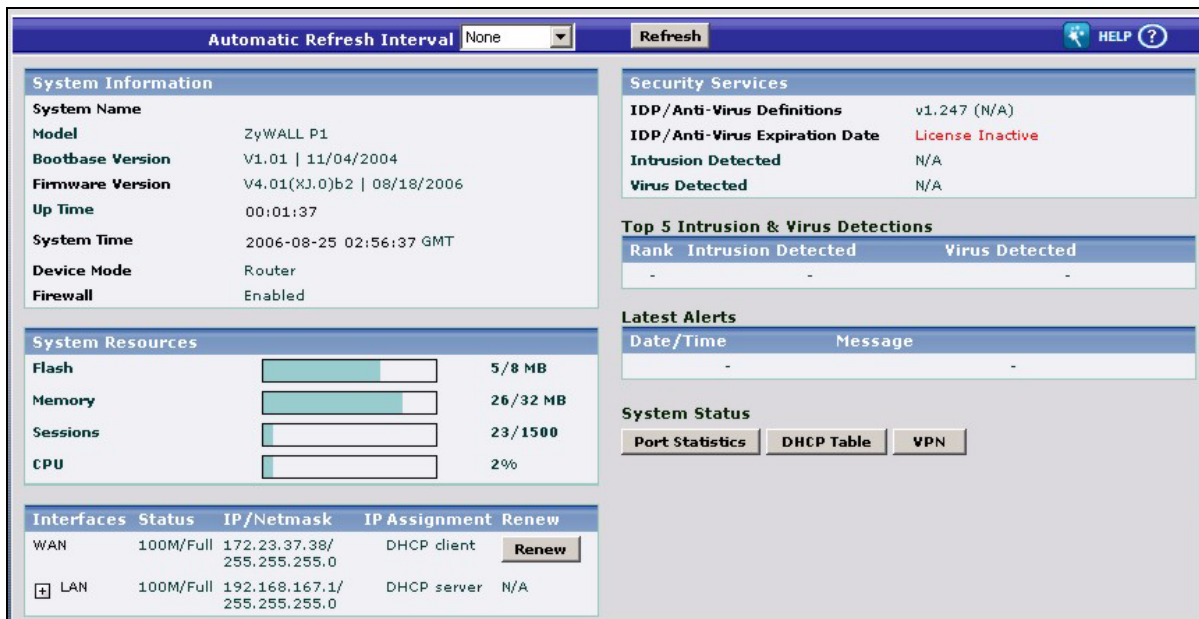 Automatic Refresh Interval None Refresh HELP ?
System Information
System Name
Model ZyWALL P1
Bootbase Version V1.01 | 11/04/2004
Firmware Version V4.01(XJ.0)b2 | 08/18/2006
Up Time 00:01:37
System Time 2006-08-25 02:56:37 GMT
Device Mode Router
Firewall Enabled
System Resources
Flash 5/8 MB
Memory 26/32 MB
Sessions 23/1500
CPU 2%
Interfaces Status IP/Netmask IP Assignment Renew
WAN 100M/Full 172.23.37.38/ DHCP client Renew
255.255.255.0
+ LAN 100M/Full 192.168.167.1/ DHCP server N/A
255.255.255.0
Security Services
IDP/Anti-Virus Definitions v1.247 (N/A)
IDP/Anti-Virus Expiration Date License Inactive
Intrusion Detected N/A
Virus Detected N/A
Top 5 Intrusion & Virus Detections
Rank Intrusion Detected Virus Detected
- - -
Latest Alerts
Date/Time Message
- -
System Status
Port Statistics DHCP Table VPN